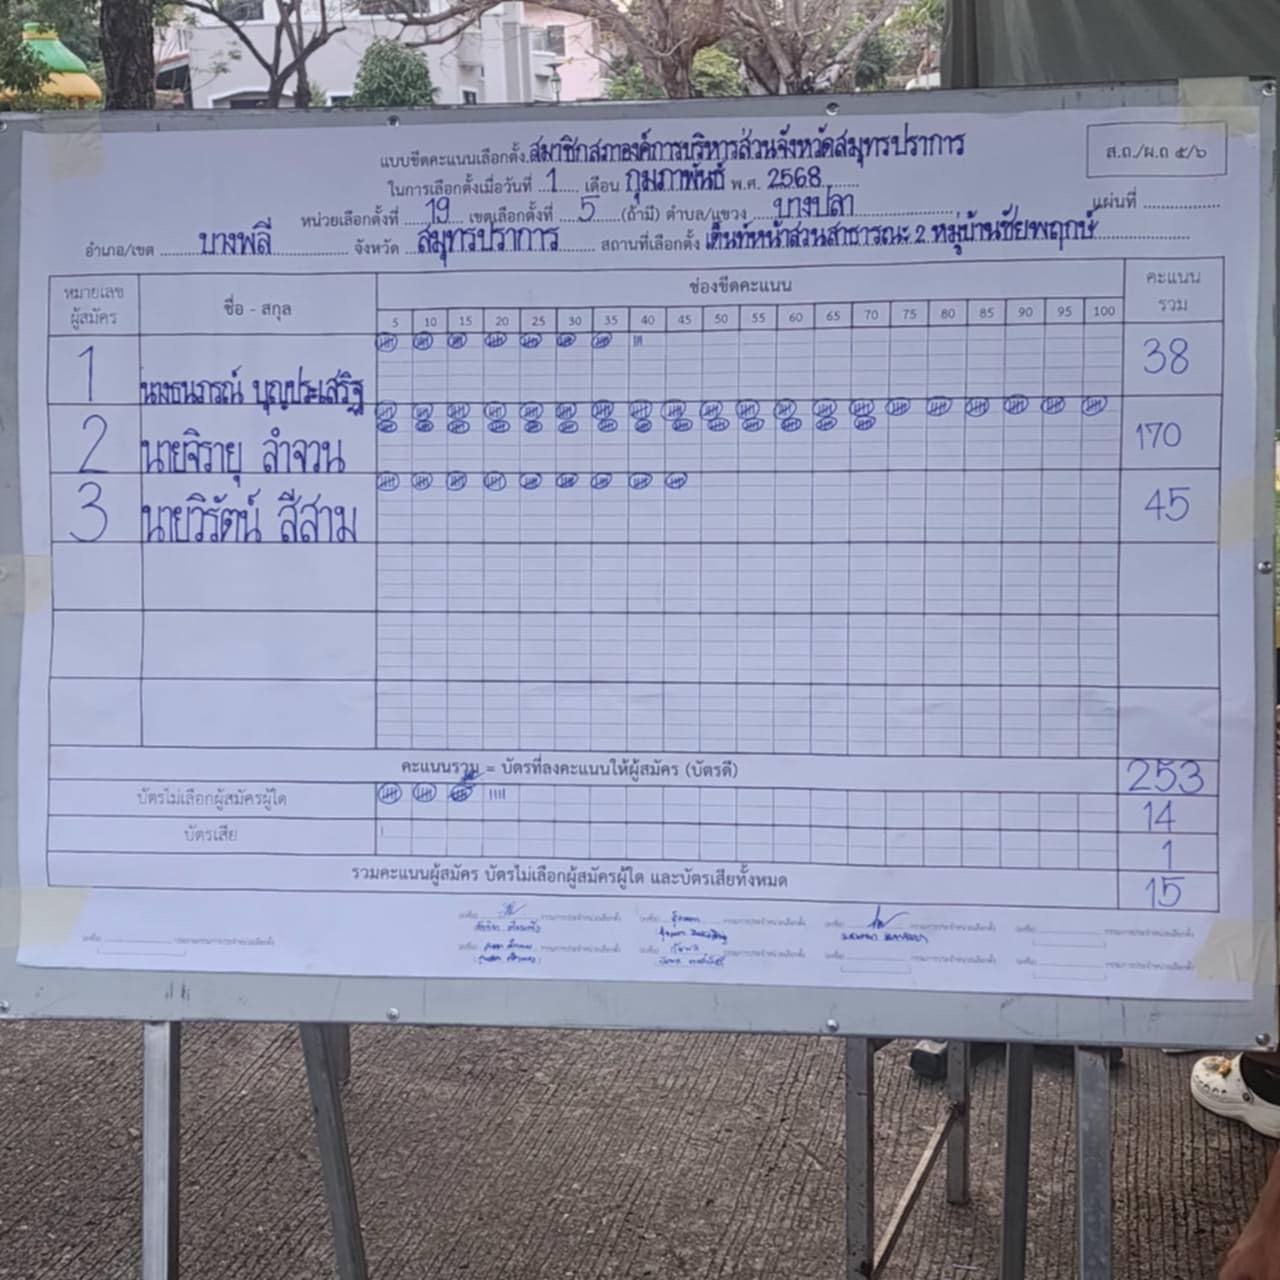 แบบขีดคะแนนเลือกตั้ง สมาชิกสภาองค์การบริหารส่วนจังหวัดสมุทรปราการ
ส.ถ./ผ.ถ ๕/๖
ในการเลือกตั้งเมื่อวันที่ 1 เดือน กุมภาพันธ์ พ.ศ. 2568
หน่วยเลือกตั้งที่ 19 เขตเลือกตั้งที่ 5 (ถ้ามี) ตำบล/แขวง บางปลา แผ่นที่
อำเภอ/เขต บางพลี จังหวัด สมุทรปราการ สถานที่เลือกตั้ง เต็นท์หน้าสวนสาธารณะ 2 หมู่บ้านชัยพฤกษ์
หมายเลขผู้สมัคร ชื่อ - สกุล ช่องขีดคะแนน คะแนนรวม
5 10 15 20 25 30 35 40 45 50 55 60 65 70 75 80 85 90 95 100
1 นางธนภรณ์ บุญประเสริฐ 38
2 นายจิรายุ ลำจวน 170
3 นายวิรัตน์ สีสาม 45
คะแนนรวม = บัตรที่ลงคะแนนให้ผู้สมัคร (บัตรดี) 253
บัตรไม่เลือกผู้สมัครผู้ใด 14
บัตรเสีย 1
รวมคะแนนผู้สมัคร บัตรไม่เลือกผู้สมัครผู้ใด และบัตรเสียทั้งหมด 15